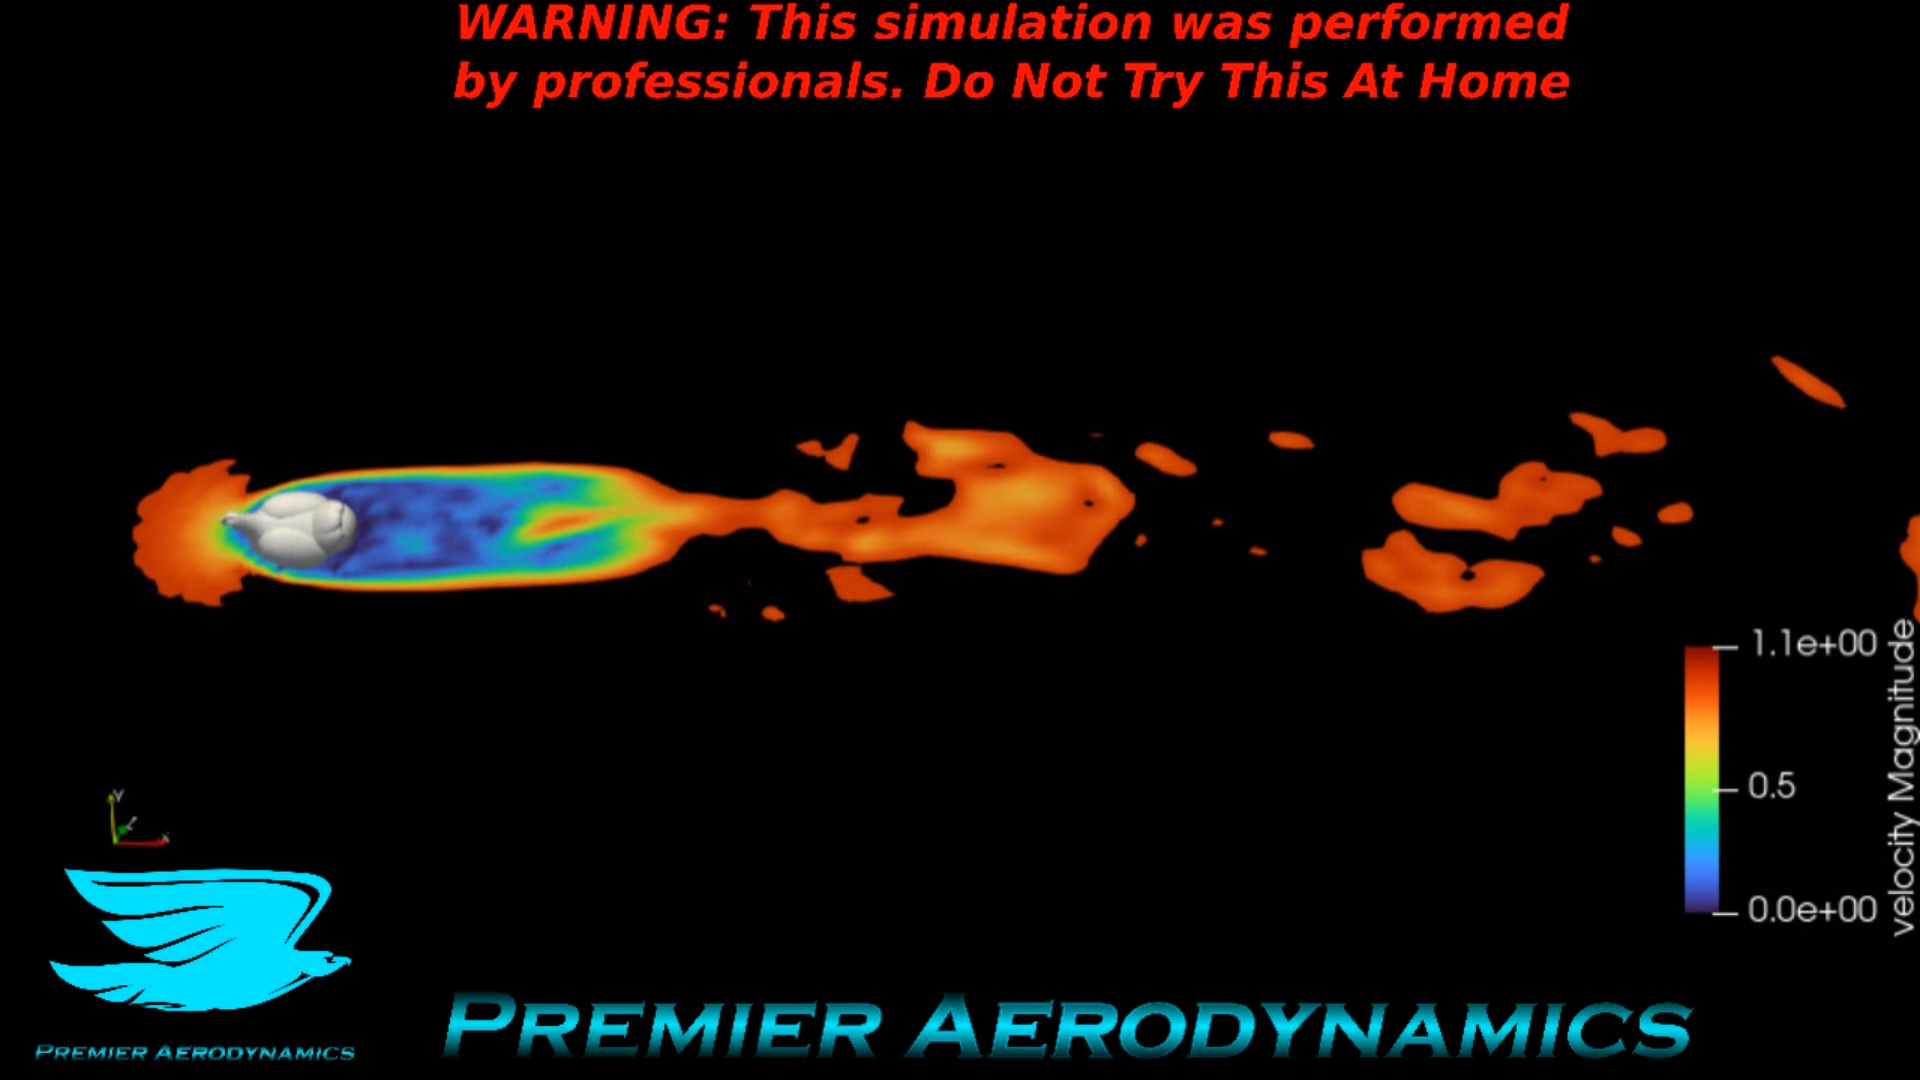 WARNING: This simulation was performed
by professionals. Do Not Try This At Home
1.1e+00
0.5
0.0e+00
velocity Magnitude
Y
PREMIER AERODYNAMICS
PREMIER AERODYNAMICS